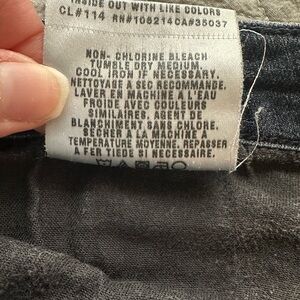 INSIDE OUT WITH LIKE COLORS
CL#114 RN#106214CA#35037
NON- CHLORINE BLEACH
TUMBLE DRY MEDIUM.
COOL IRON IF NECESSARY.
NETTOYAGE A SEC RECOMMANDE.
LAVER EN MACHINE A L'EAU
FROIDE AVEC COULEURS
SIMILAIRES. AGENT DE
BLANCHIMENT SANS CHLORE.
SECHER A LA MACHINE A
TEMPERATURE MOYENNE. REPASSER
A FER TIEDE SI NECESSAIRE.